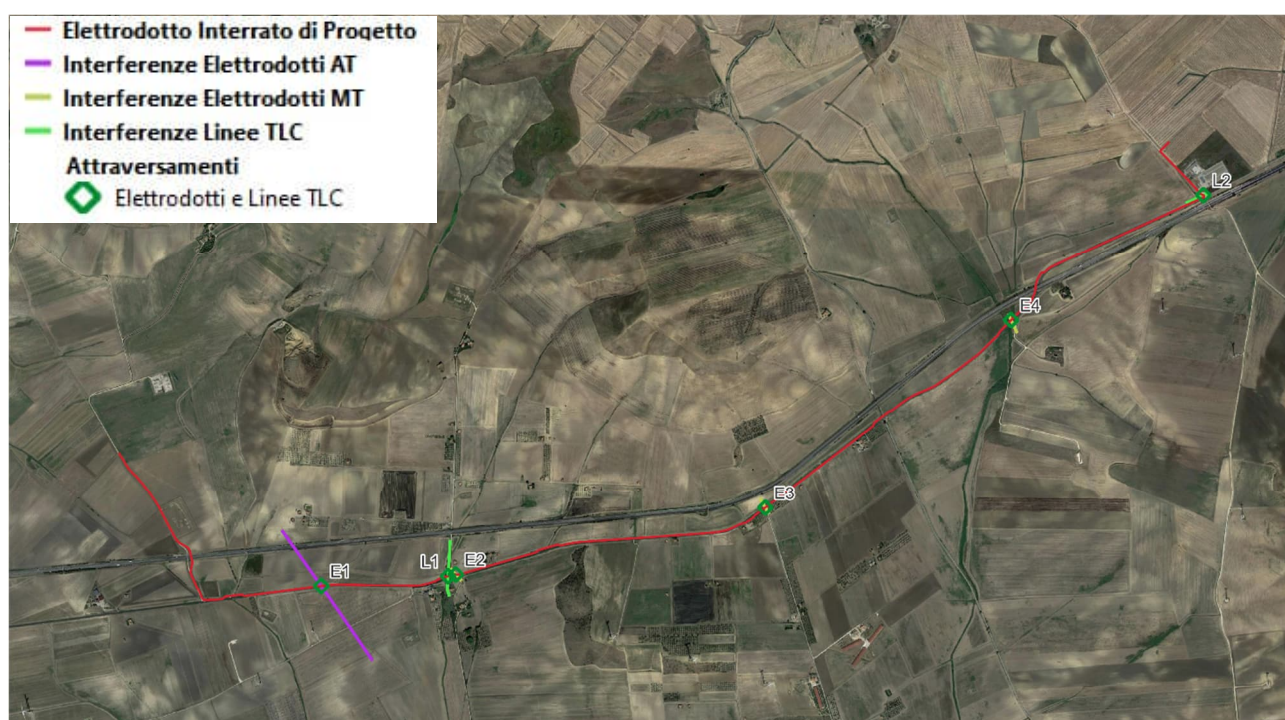 Elettrodotto Interrato di Progetto
Interferenze Elettrodotti AT
Interferenze Elettrodotti MT
Interferenze Linee TLC
Attraversamenti
Elettrodotti e Linee TLC
L2
E4
E3
L1 E2
E1